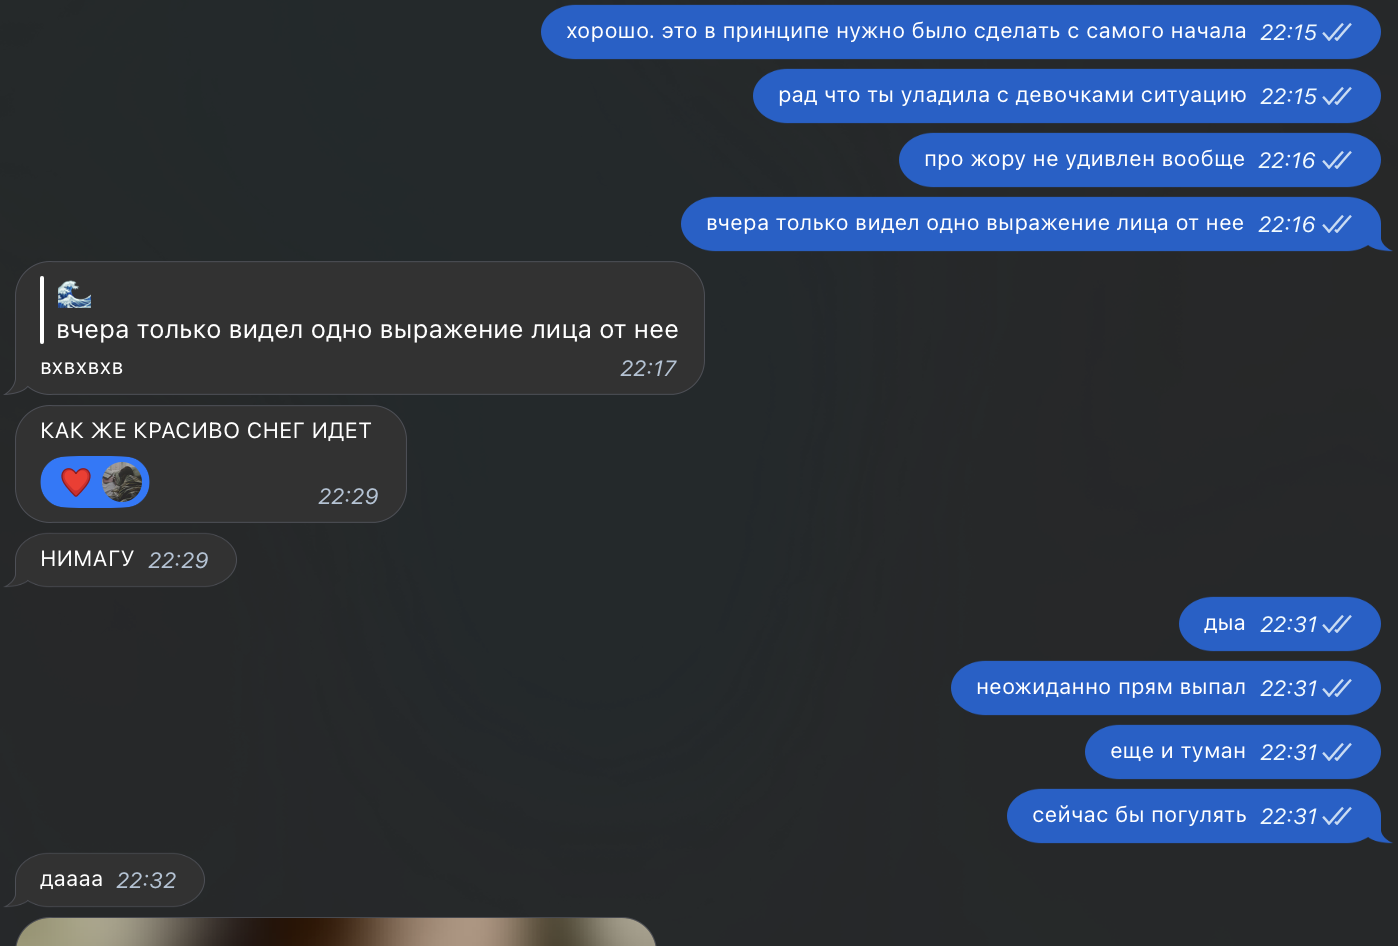 хорошо. это в принципе нужно было сделать с самого начала 22:15
рад что ты уладила с девочками ситуацию 22:15
про жору не удивлен вообще 22:16
вчера только видел одно выражение лица от нее 22:16
🌊
вчера только видел одно выражение лица от нее
вхвхвхв 22:17
КАК ЖЕ КРАСИВО СНЕГ ИДЕТ
❤️ 22:29
НИМАГУ 22:29
дыа 22:31
неожиданно прям выпал 22:31
еще и туман 22:31
сейчас бы погулять 22:31
даааа 22:32